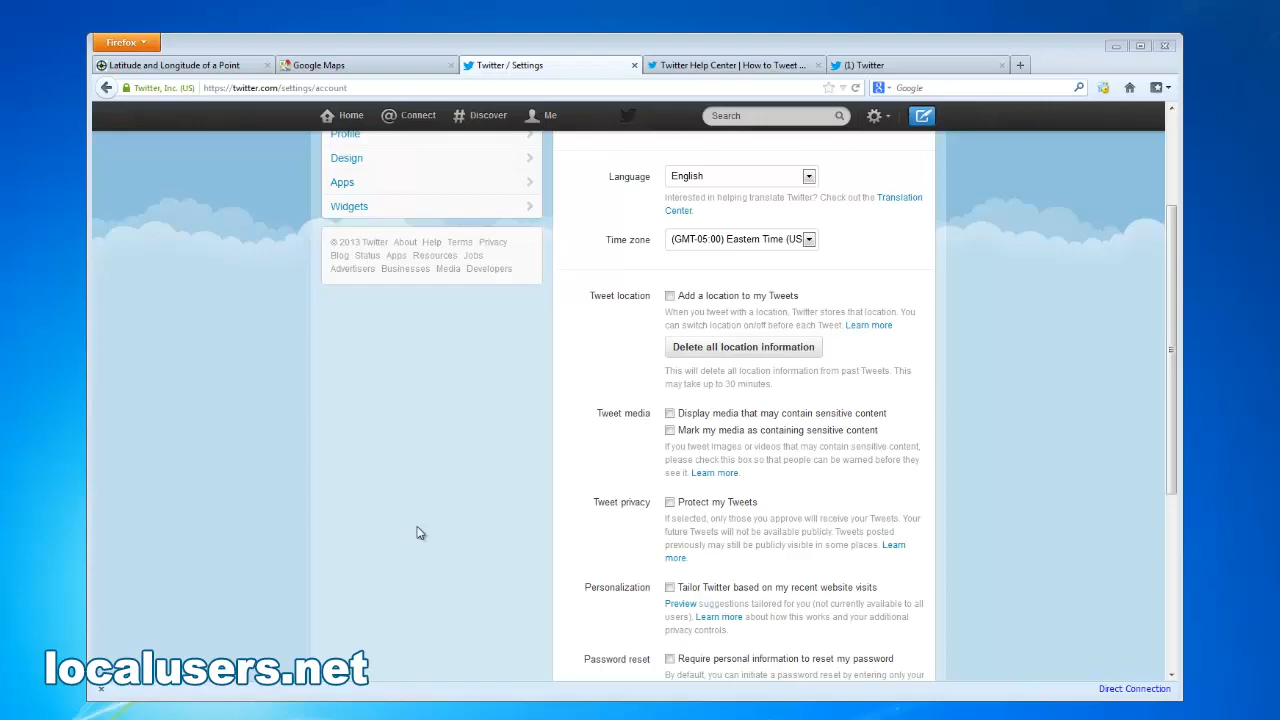 Firefox
Latitude and Longitude of a Point
Google Maps
Twitter / Settings
Twitter Help Center | How to Tweet ...
(1) Twitter
Twitter, Inc. (US)
https://twitter.com/settings/account
Google
Home
Connect
Discover
Me
Search
Profile
Design
Apps
Widgets
© 2013 Twitter About Help Terms Privacy
Blog Status Apps Resources Jobs
Advertisers Businesses Media Developers
Language
English
Interested in helping translate Twitter? Check out the Translation
Center.
Time zone
(GMT-05:00) Eastern Time (US
Tweet location
Add a location to my Tweets
When you tweet with a location, Twitter stores that location. You
can switch location on/off before each Tweet. Learn more
Delete all location information
This will delete all location information from past Tweets. This
may take up to 30 minutes.
Tweet media
Display media that may contain sensitive content
Mark my media as containing sensitive content
If you tweet images or videos that may contain sensitive content,
please check this box so that people can be warned before they
see it. Learn more.
Tweet privacy
Protect my Tweets
If selected, only those you approve will receive your Tweets. Your
future Tweets will not be available publicly. Tweets posted
previously may still be publicly visible in some places. Learn
more.
Personalization
Tailor Twitter based on my recent website visits
Preview suggestions tailored for you (not currently available to all
users). Learn more about how this works and your additional
privacy controls.
Password reset
Require personal information to reset my password
By default, you can initiate a password reset by entering only your
localusers.net
Direct Connection